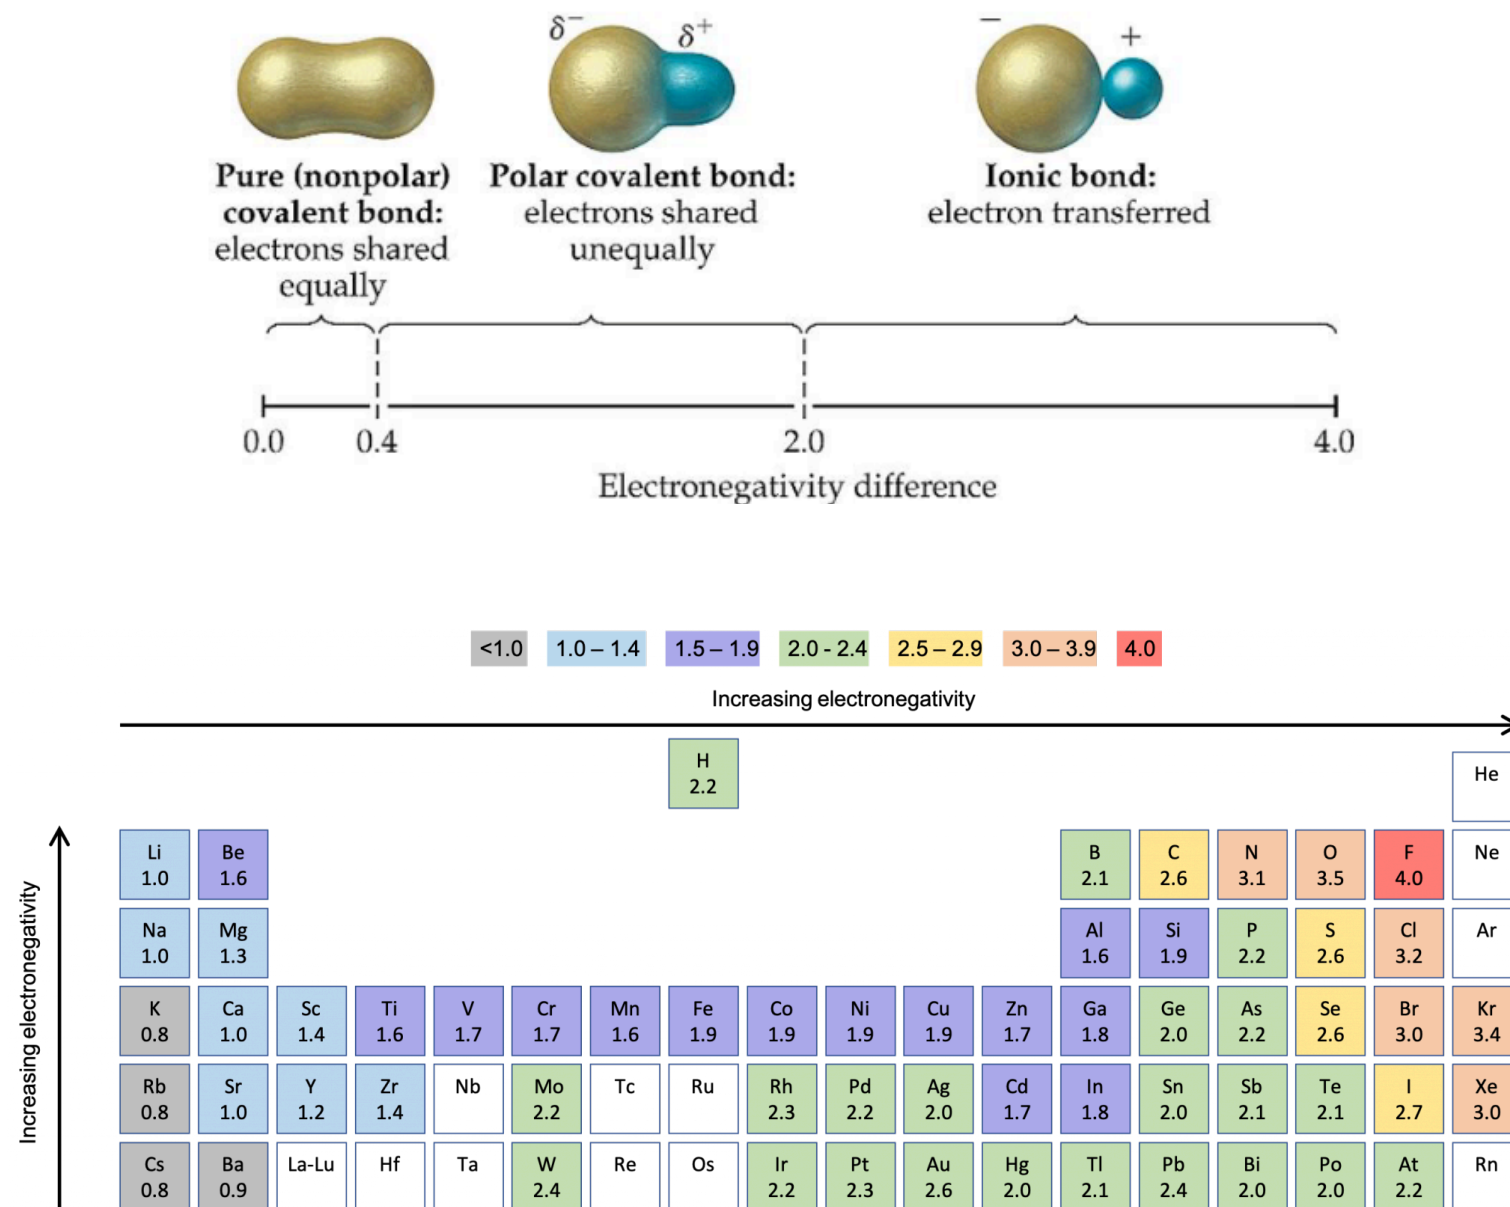 δ−
δ+
−
+
Pure (nonpolar)
covalent bond:
electrons shared
equally
Polar covalent bond:
electrons shared
unequally
Ionic bond:
electron transferred
0.0 0.4 2.0 4.0
Electronegativity difference
<1.0 1.0 – 1.4 1.5 – 1.9 2.0 - 2.4 2.5 – 2.9 3.0 – 3.9 4.0
Increasing electronegativity
Increasing electronegativity
H He
2.2
Li Be B C N O F Ne
1.0 1.6 2.1 2.6 3.1 3.5 4.0
Na Mg Al Si P S Cl Ar
1.0 1.3 1.6 1.9 2.2 2.6 3.2
K Ca Sc Ti V Cr Mn Fe Co Ni Cu Zn Ga Ge As Se Br Kr
0.8 1.0 1.4 1.6 1.7 1.7 1.6 1.9 1.9 1.9 1.9 1.7 1.8 2.0 2.2 2.6 3.0 3.4
Rb Sr Y Zr Nb Mo Tc Ru Rh Pd Ag Cd In Sn Sb Te I Xe
0.8 1.0 1.2 1.4 2.2 2.3 2.2 2.0 1.7 1.8 2.0 2.1 2.1 2.7 3.0
Cs Ba La-Lu Hf Ta W Re Os Ir Pt Au Hg Tl Pb Bi Po At Rn
0.8 0.9 2.4 2.2 2.3 2.6 2.0 2.1 2.4 2.0 2.0 2.2